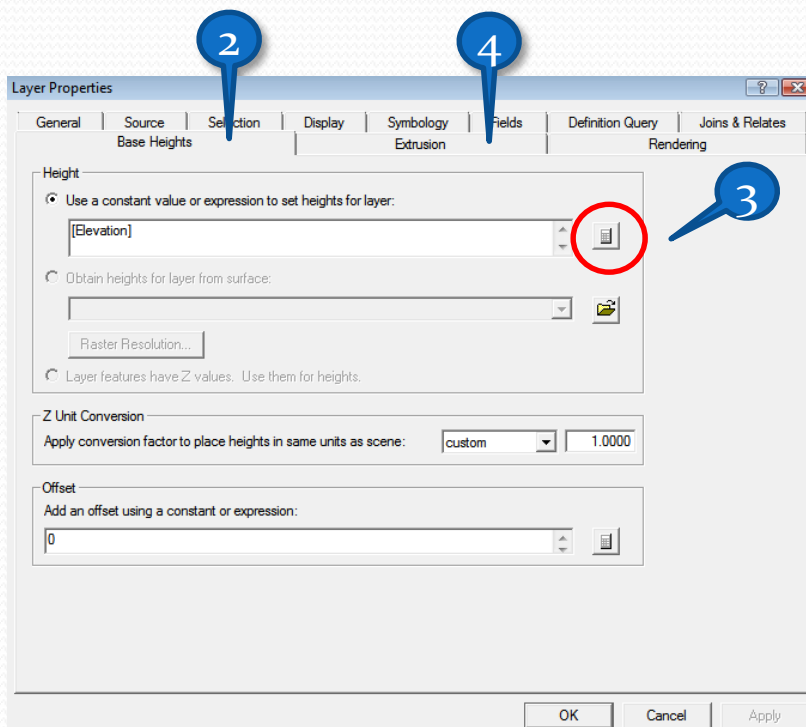 2
4
Layer Properties
General Source Selection Display Symbology Fields Definition Query Joins & Relates
Base Heights Extrusion Rendering
3
Height
Use a constant value or expression to set heights for layer:
[Elevation]
Obtain heights for layer from surface:
Raster Resolution...
Layer features have Z values. Use them for heights.
Z Unit Conversion
Apply conversion factor to place heights in same units as scene: custom 1.0000
Offset
Add an offset using a constant or expression:
0
OK Cancel Apply